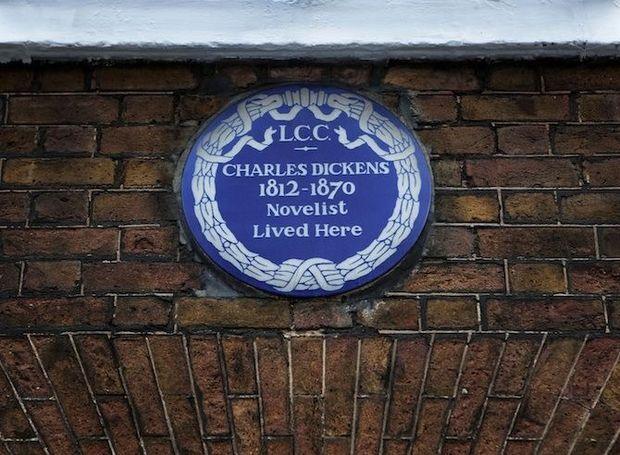 L.C.C.
CHARLES DICKENS
1812-1870
Novelist
Lived Here